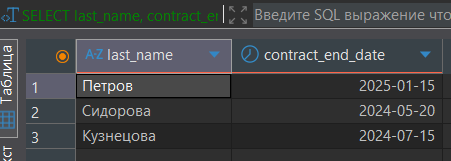 SELECT last_name, contract_en
Введите SQL выражение что
Таблица
A-Z last_name
contract_end_date
1 Петров 2025-01-15
2 Сидорова 2024-05-20
3 Кузнецова 2024-07-15